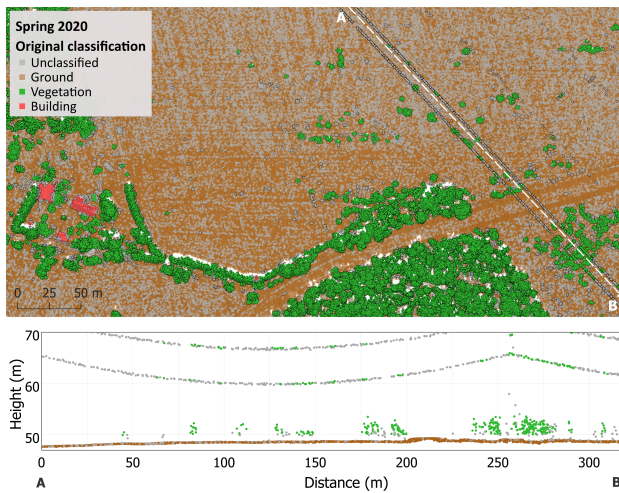 A
Spring 2020
Original classification
Unclassified
Ground
Vegetation
Building
0 25 50 m
B
70
60
50
Height (m)
0 50 100 150 200 250 300
A Distance (m) B